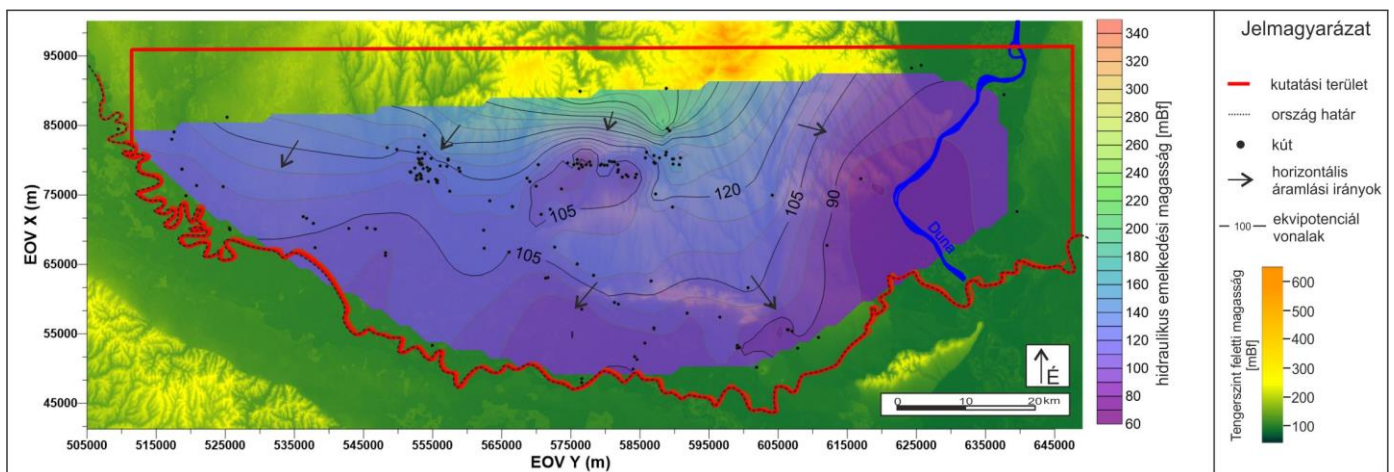 95000
85000
75000
65000
55000
45000
EOV X (m)
505000 515000 525000 535000 545000 555000 565000 575000 585000 595000 605000 615000 625000 635000 645000
EOV Y (m)
120
105
90
105
105
Duna
É
0 10 20 km
340
320
300
280
260
240
220
200
180
160
140
120
100
80
60
hidraulikus emelkedési magasság [mBf]
Jelmagyarázat
kutatási terület
ország határ
kút
horizontális
áramlási irányok
100
ekvipotenciál
vonalak
600
500
400
300
200
100
Tengerszint feletti magasság
[mBf]